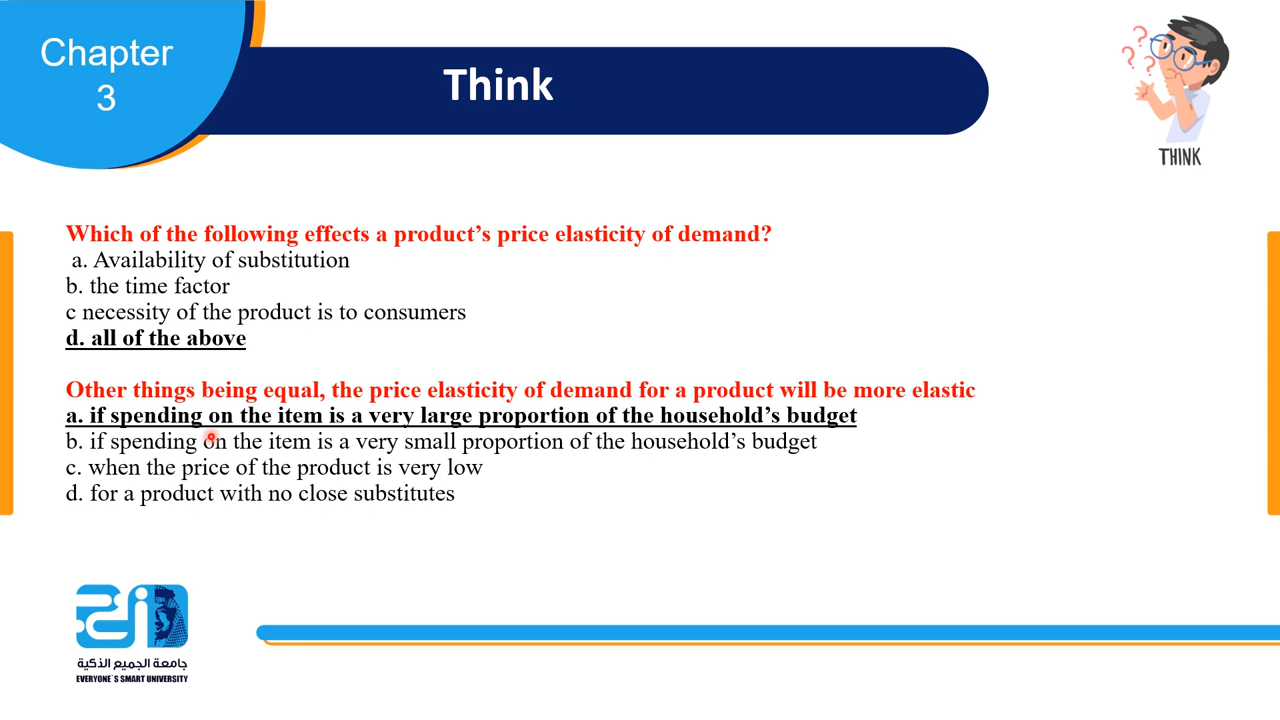 Chapter
3
Think
THINK
Which of the following effects a product’s price elasticity of demand?
a. Availability of substitution
b. the time factor
c necessity of the product is to consumers
d. all of the above
Other things being equal, the price elasticity of demand for a product will be more elastic
a. if spending on the item is a very large proportion of the household’s budget
b. if spending on the item is a very small proportion of the household’s budget
c. when the price of the product is very low
d. for a product with no close substitutes
جامعة الجميع الذكية
EVERYONE`S SMART UNIVERSITY